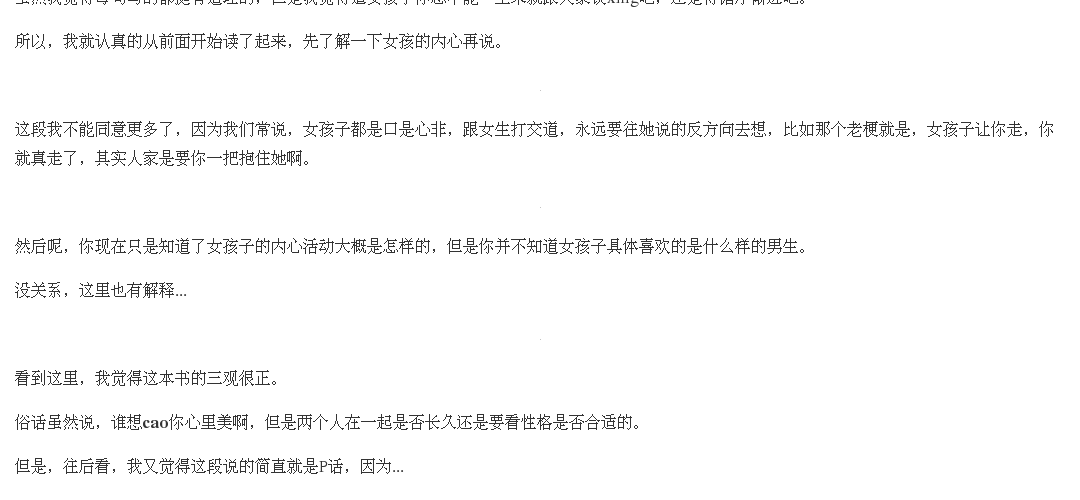 所以，我就认真的从前面开始读了起来，先了解一下女孩的内心再说。
这段我不能同意更多了，因为我们常说，女孩子都是口是心非，跟女生打交道，永远要往她说的反方向去想，比如那个老梗就是，女孩子让你走，你
就真走了，其实人家是要你一把抱住她啊。
然后呢，你现在只是知道了女孩子的内心活动大概是怎样的，但是你并不知道女孩子具体喜欢的是什么样的男生。
没关系，这里也有解释...
看到这里，我觉得这本书的三观很正。
俗话虽然说，谁想cao你心里美啊，但是两个人在一起是否长久还是要看性格是否合适的。
但是，往后看，我又觉得这段说的简直就是P话，因为...